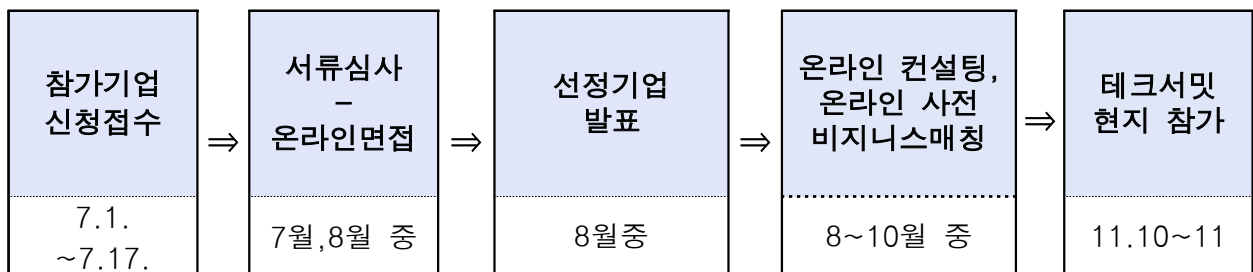 참가기업
신청접수
⇒
서류심사
–
온라인면접
⇒
선정기업
발표
⇒
온라인 컨설팅,
온라인 사전
비지니스매칭
⇒
테크서밋
현지 참가
7.1.
~7.17.
7월,8월 중
8월중
8~10월 중
11.10~11